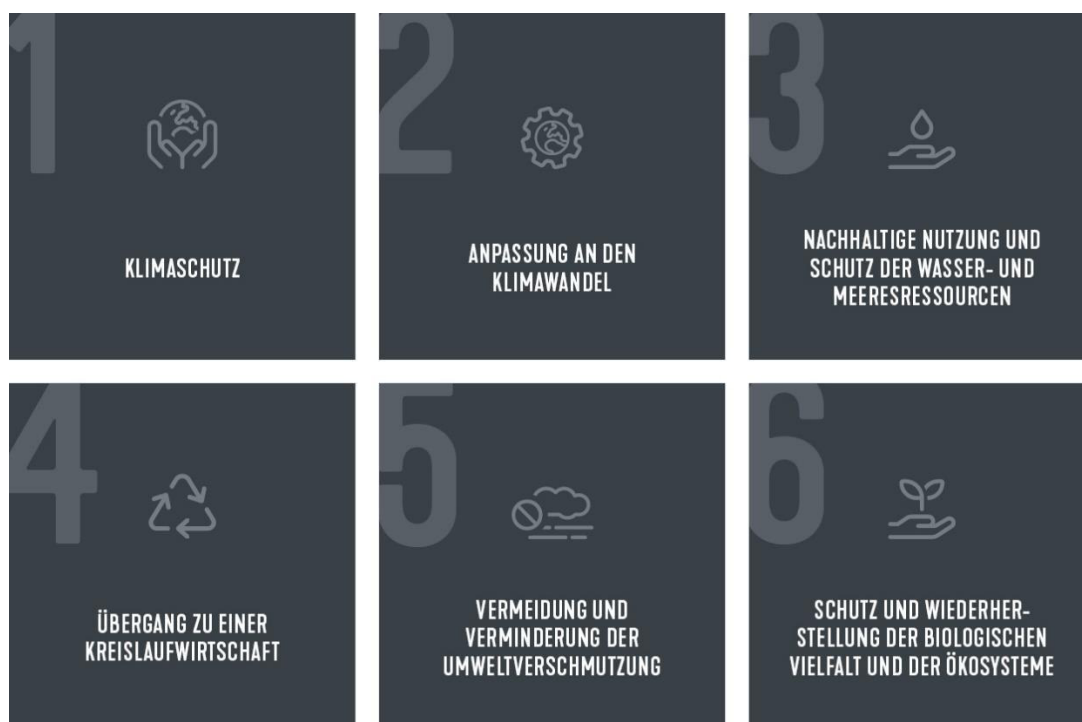 1
KLIMASCHUTZ
2
ANPASSUNG AN DEN
KLIMAWANDEL
3
NACHHALTIGE NUTZUNG UND
SCHUTZ DER WASSER- UND
MEERESRESSOURCEN
4
ÜBERGANG ZU EINER
KREISLAUFWIRTSCHAFT
5
VERMEIDUNG UND
VERMINDERUNG DER
UMWELTVERSCHMUTZUNG
6
SCHUTZ UND WIEDERHER-
STELLUNG DER BIOLOGISCHEN
VIELFALT UND DER ÖKOSYSTEME